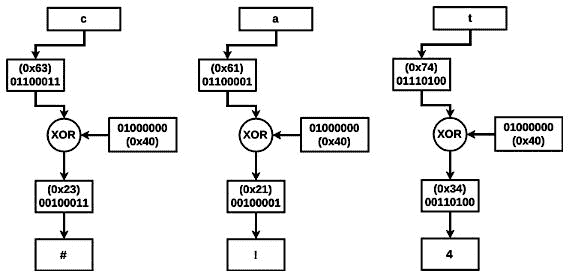 c
(0x63)
01100011
XOR
01000000
(0x40)
(0x23)
00100011
#
a
(0x61)
01100001
XOR
01000000
(0x40)
(0x21)
00100001
!
t
(0x74)
01110100
XOR
01000000
(0x40)
(0x34)
00110100
4